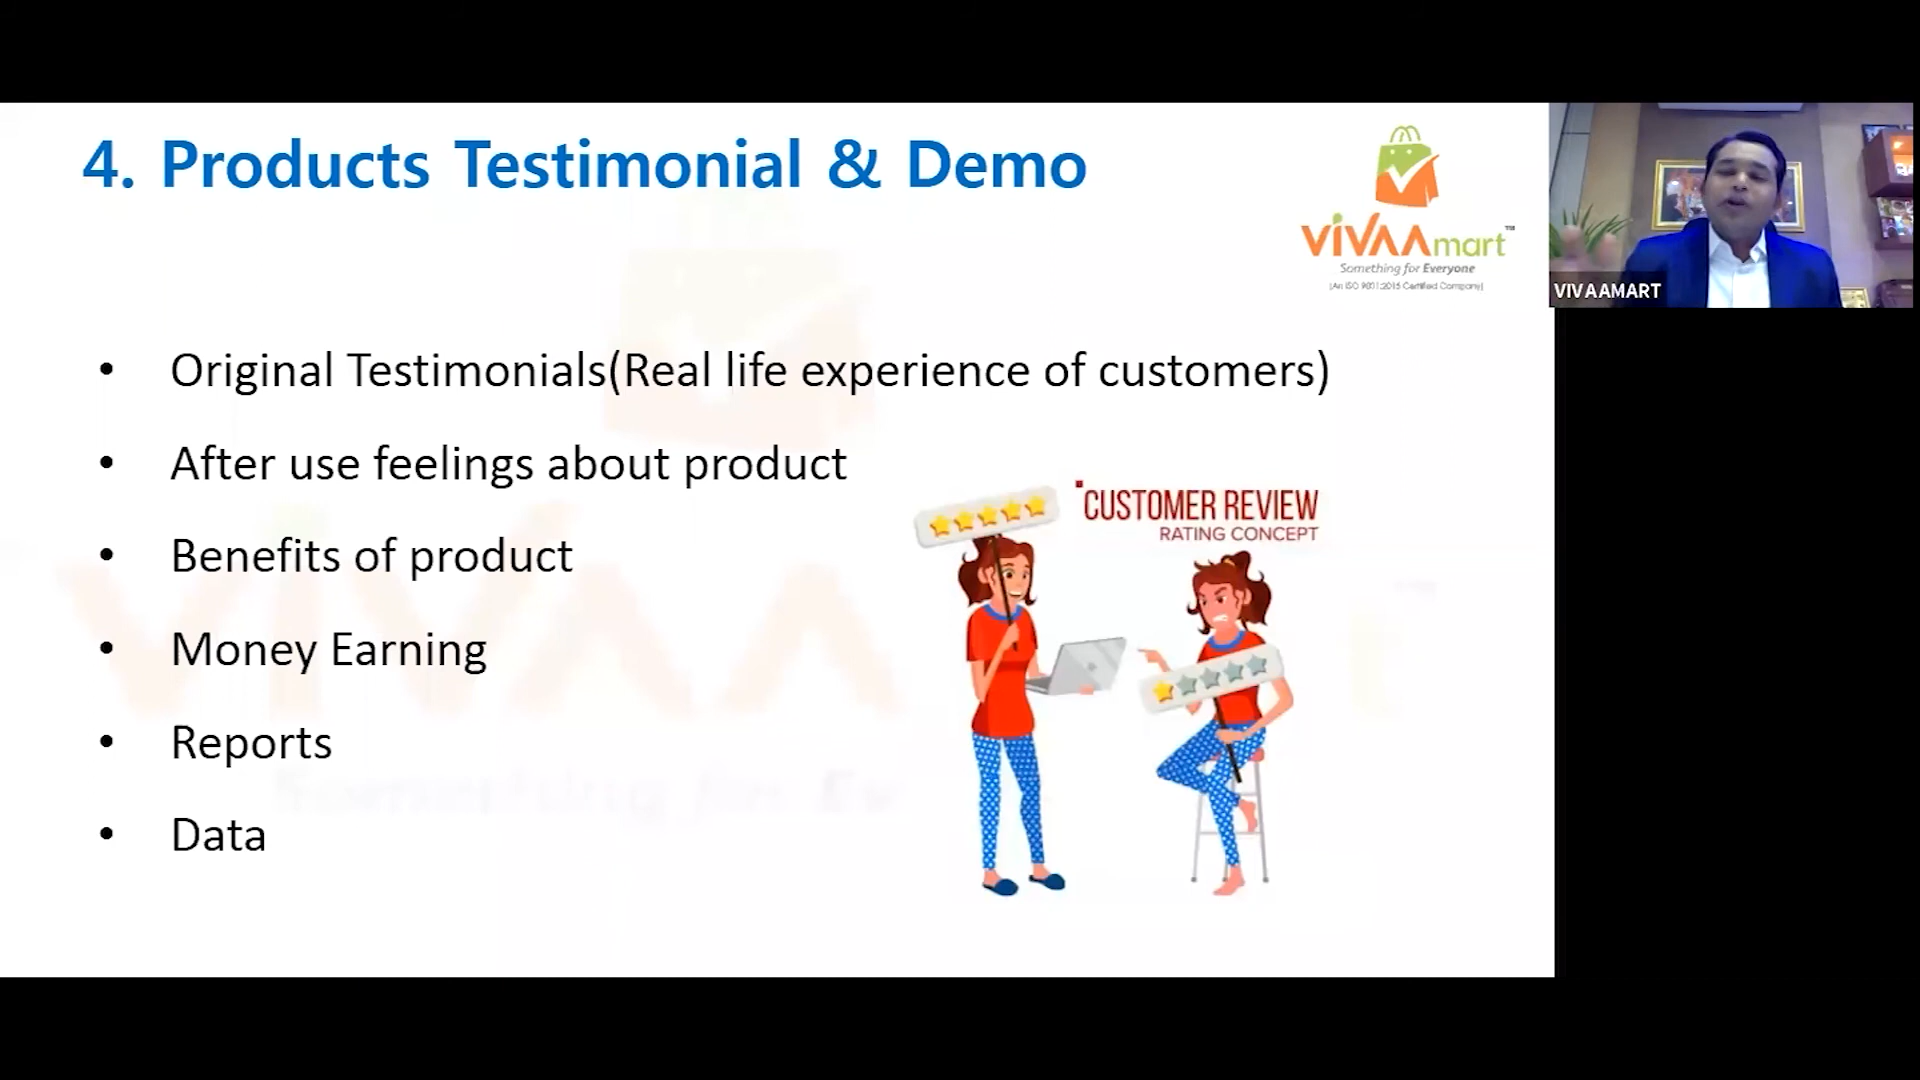 4. Products Testimonial & Demo
VIVAAmart™
Something for Everyone
(An ISO 9001:2015 Certified Company)
VIVAAMART
• Original Testimonials(Real life experience of customers)
• After use feelings about product
• Benefits of product
• Money Earning
• Reports
• Data
CUSTOMER REVIEW
RATING CONCEPT